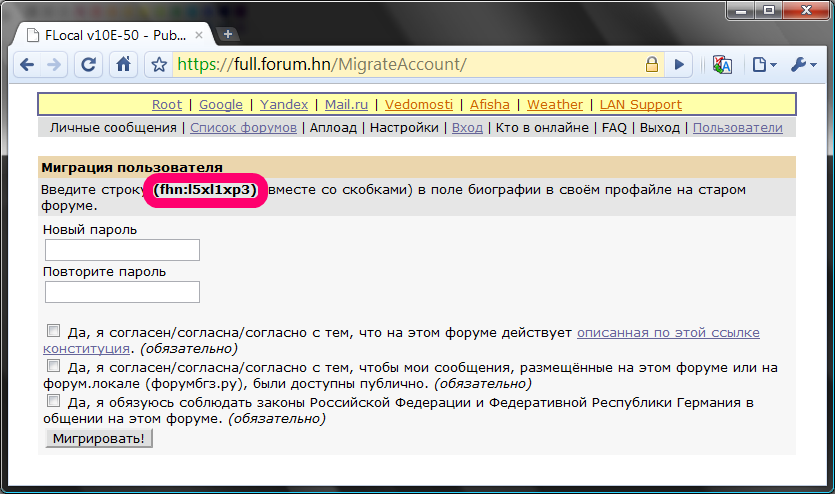 FLocal v10E-50 - Pub...
https://full.forum.hn/MigrateAccount/
Root | Google | Yandex | Mail.ru | Vedomosti | Afisha | Weather | LAN Support
Личные сообщения | Список форумов | Аплоад | Настройки | Вход | Кто в онлайне | FAQ | Выход | Пользователи
Миграция пользователя
Введите строку (fhn:l5xl1xp3) вместе со скобками) в поле биографии в своём профайле на старом
форуме.
Новый пароль
Повторите пароль
Да, я согласен/согласна/согласно с тем, что на этом форуме действует описанная по этой ссылке
конституция. (обязательно)
Да, я согласен/согласна/согласно с тем, чтобы мои сообщения, размещённые на этом форуме или на
форум.локале (форумбгз.ру), были доступны публично. (обязательно)
Да, я обязуюсь соблюдать законы Российской Федерации и Федеративной Республики Германия в
общении на этом форуме. (обязательно)
Мигрировать!